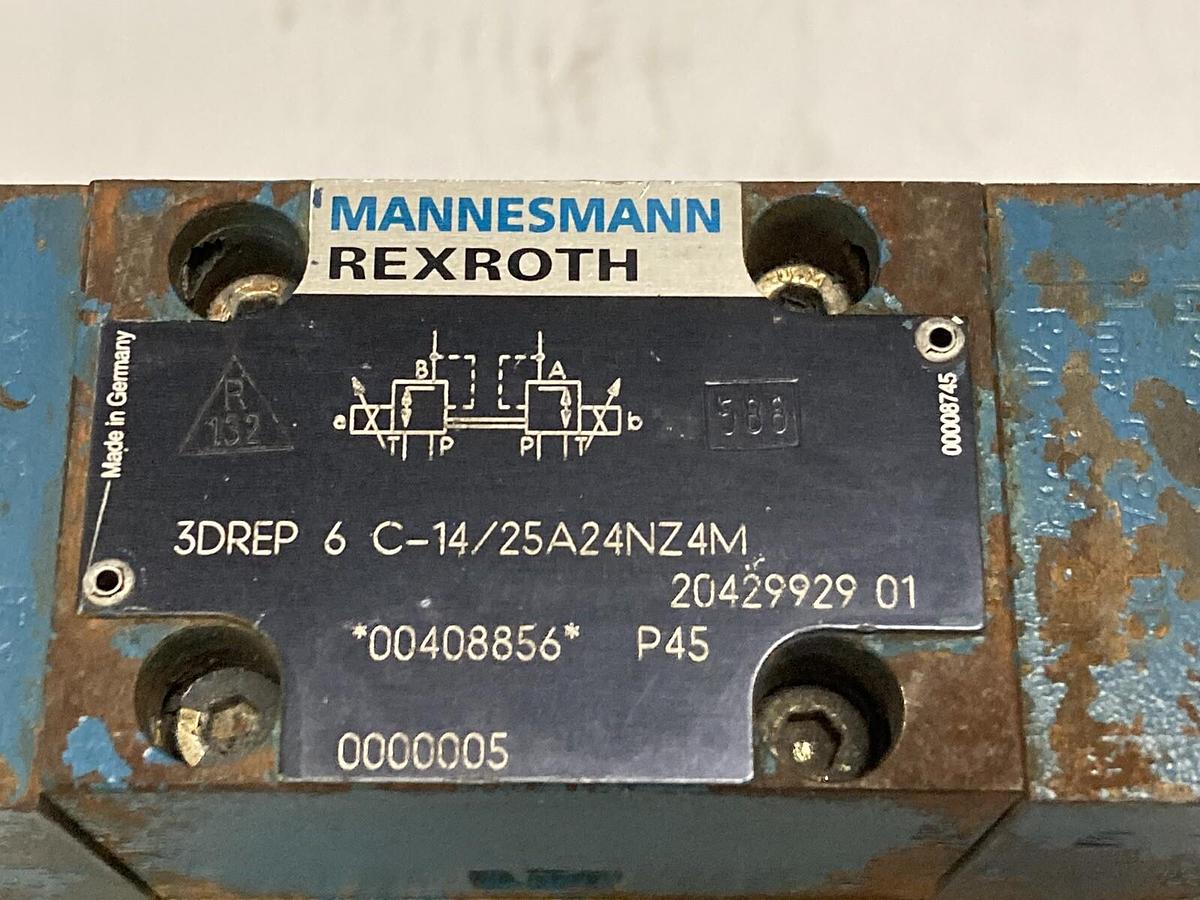 MANNESMANN
REXROTH
Made in Germany
R
132
B
A
a
b
T P
P T
588
00008745
3DREP 6 C-14/25A24NZ4M
20429929 01
*00408856* P45
0000005